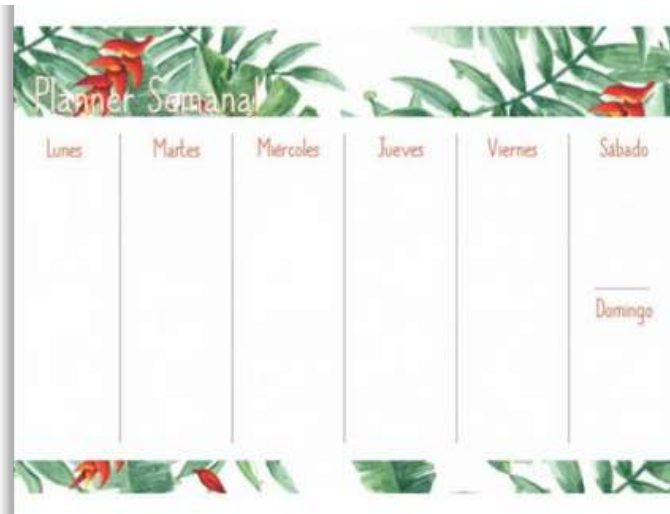 Planner Semanal
Lunes
Martes
Miércoles
Jueves
Viernes
Sábado
Domingo